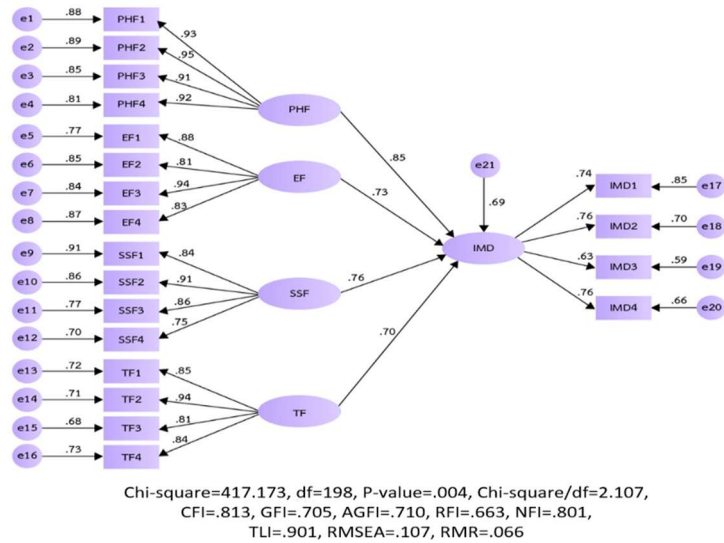 e1 .88 PHF1
e2 .89 PHF2
e3 .85 PHF3
e4 .81 PHF4
.93
.95
.91
.92
PHF
e5 .77 EF1
e6 .85 EF2
e7 .84 EF3
e8 .87 EF4
.88
.81
.94
.83
EF
e9 .91 SSF1
e10 .86 SSF2
e11 .77 SSF3
e12 .70 SSF4
.84
.91
.86
.75
SSF
e13 .72 TF1
e14 .71 TF2
e15 .68 TF3
e16 .73 TF4
.85
.94
.81
.84
TF
.85
.73
.76
.70
e21
.69
IMD
.74 IMD1 .85 e17
.76 IMD2 .70 e18
.63 IMD3 .59 e19
.76 IMD4 .66 e20
Chi-square=417.173, df=198, P-value=.004, Chi-square/df=2.107,
CFI=.813, GFI=.705, AGFI=.710, RFI=.663, NFI=.801,
TLI=.901, RMSEA=.107, RMR=.066